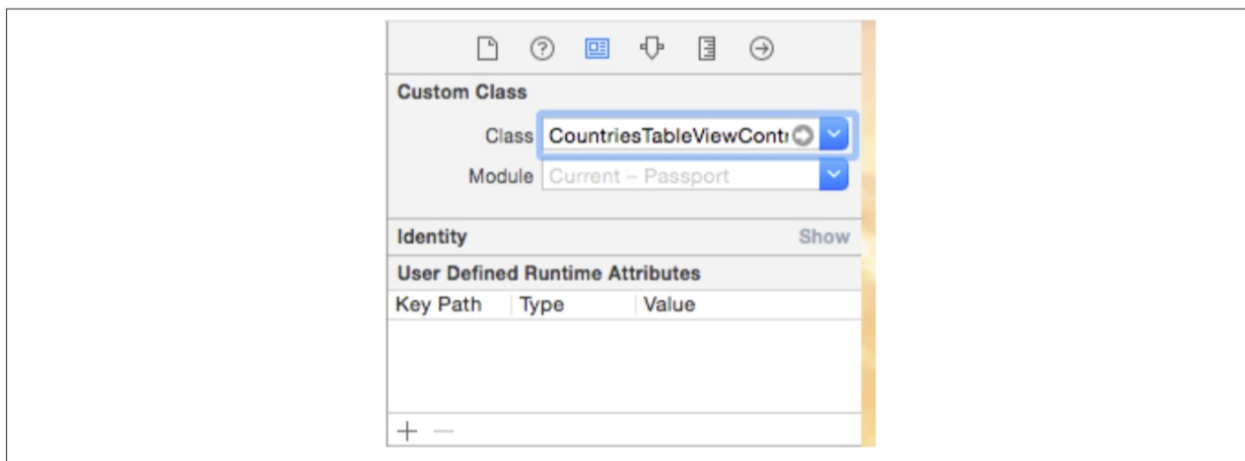 Custom Class
Class CountriesTableViewContr
Module Current – Passport
Identity Show
User Defined Runtime Attributes
Key Path Type Value